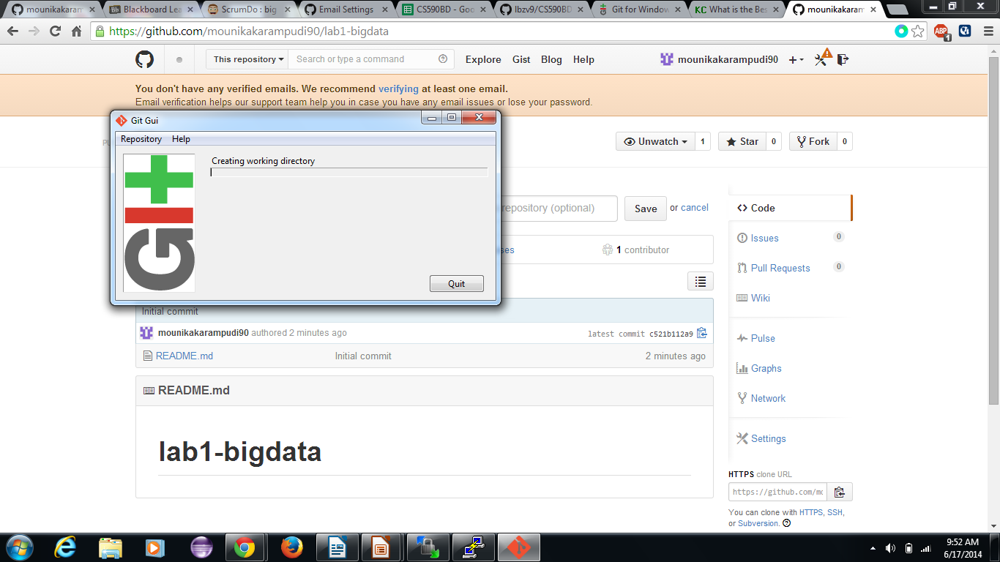 mounikakaram
Blackboard Lea
ScrumDo : big
Email Settings
CS590BD - Goo
lbzv9/CS590BD
Git for Window
KC What is the Bes
mounikakaram
https://github.com/mounikakarampudi90/lab1-bigdata
ABP 1
This repository
Search or type a command
Explore Gist Blog Help
mounikakarampudi90
You don't have any verified emails. We recommend verifying at least one email.
Email verification helps our support team help you in case you have any email issues or lose your password.
Git Gui
Repository Help
Creating working directory
Git
Quit
Unwatch 1
Star 0
Fork 0
repository (optional)
Save or cancel
1 contributor
Initial commit
mounikakarampudi90 authored 2 minutes ago
latest commit c521b112a9
README.md Initial commit 2 minutes ago
README.md
lab1-bigdata
Code
Issues 0
Pull Requests 0
Wiki
Pulse
Graphs
Network
Settings
HTTPS clone URL
https://github.com/mo
You can clone with HTTPS, SSH,
or Subversion.
9:52 AM
6/17/2014